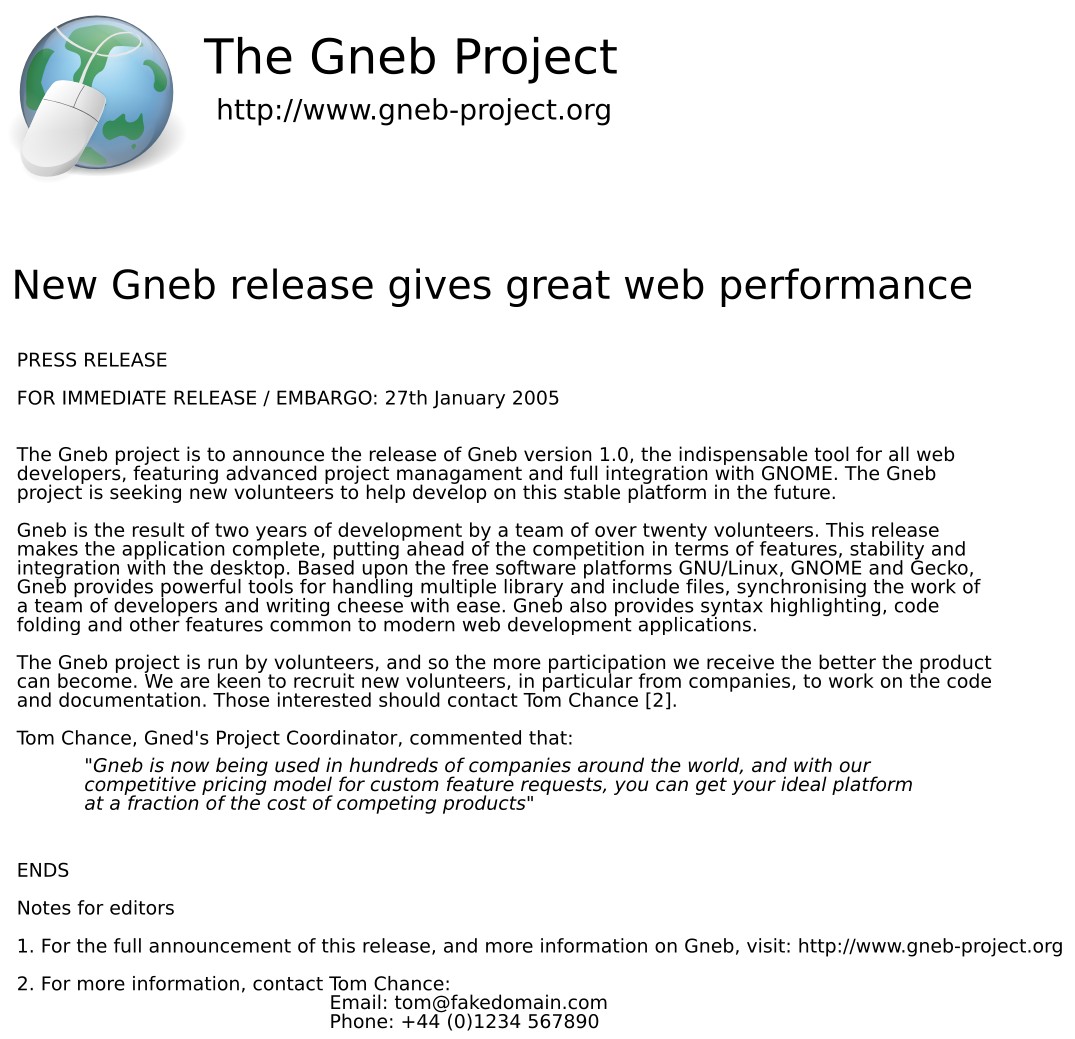 The Gneb Project
http://www.gneb-project.org
New Gneb release gives great web performance
PRESS RELEASE
FOR IMMEDIATE RELEASE / EMBARGO: 27th January 2005
The Gneb project is to announce the release of Gneb version 1.0, the indispensable tool for all web
developers, featuring advanced project managament and full integration with GNOME. The Gneb
project is seeking new volunteers to help develop on this stable platform in the future.
Gneb is the result of two years of development by a team of over twenty volunteers. This release
makes the application complete, putting ahead of the competition in terms of features, stability and
integration with the desktop. Based upon the free software platforms GNU/Linux, GNOME and Gecko,
Gneb provides powerful tools for handling multiple library and include files, synchronising the work of
a team of developers and writing cheese with ease. Gneb also provides syntax highlighting, code
folding and other features common to modern web development applications.
The Gneb project is run by volunteers, and so the more participation we receive the better the product
can become. We are keen to recruit new volunteers, in particular from companies, to work on the code
and documentation. Those interested should contact Tom Chance [2].
Tom Chance, Gned's Project Coordinator, commented that:
"Gneb is now being used in hundreds of companies around the world, and with our
competitive pricing model for custom feature requests, you can get your ideal platform
at a fraction of the cost of competing products"
ENDS
Notes for editors
1. For the full announcement of this release, and more information on Gneb, visit: http://www.gneb-project.org
2. For more information, contact Tom Chance:
Email: tom@fakedomain.com
Phone: +44 (0)1234 567890